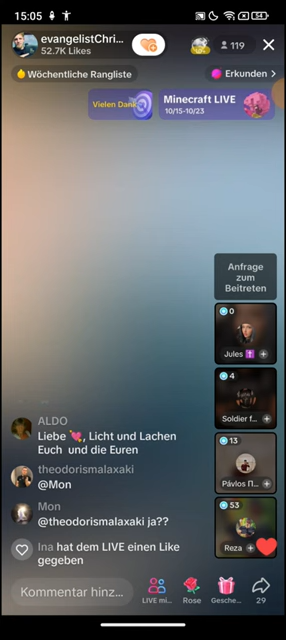 15:05
54
evangelistChri...
52.7K Likes
119
Wöchentliche Rangliste
Erkunden >
Vielen Dank
Minecraft LIVE
10/15-10/23
Anfrage
zum
Beitreten
0
Jules ✝️ +
4
Soldier f... +
13
Pávlos Π... +
53
Reza +
ALDO
Liebe 💘, Licht und Lachen
Euch und die Euren
theodorismalaxaki
@Mon
Mon
@theodorismalaxaki ja??
Ina hat dem LIVE einen Like
gegeben
Kommentar hinz...
LIVE mi...
Rose
Gesche...
29